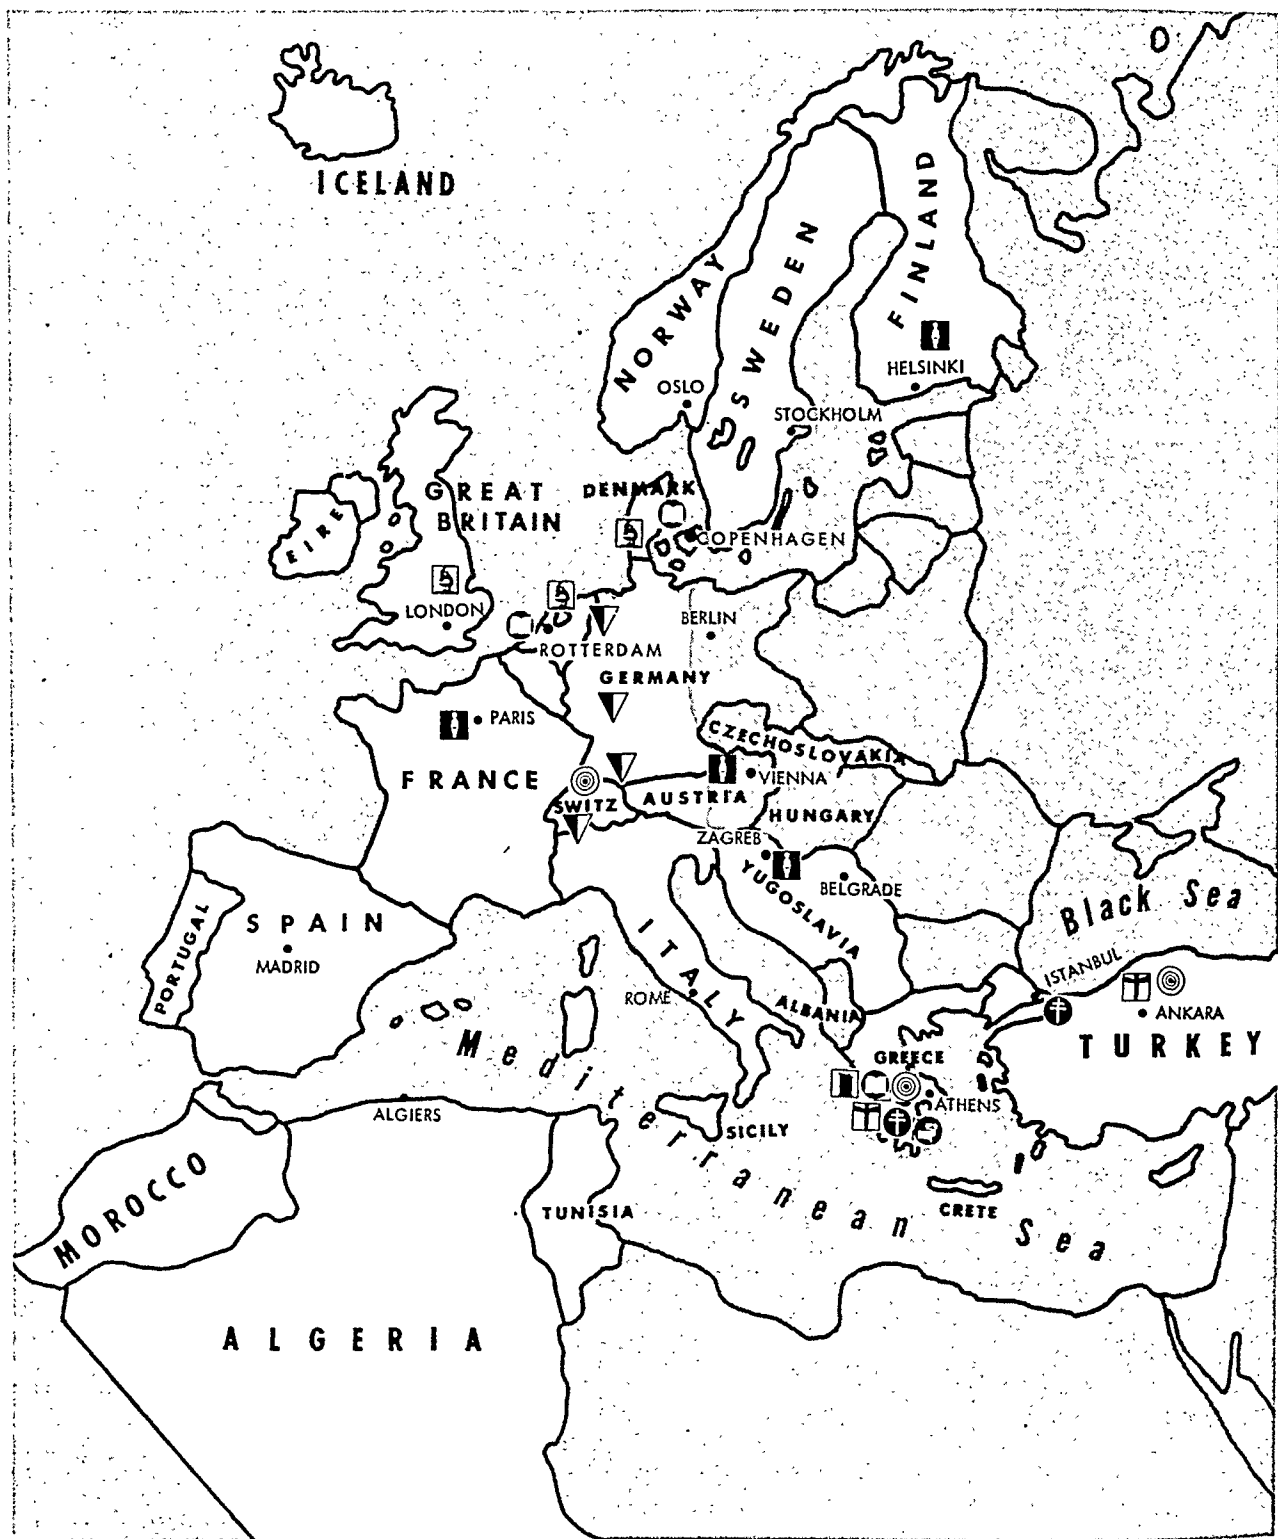 ICELAND
NORWAY
SWEDEN
FINLAND
HELSINKI
OSLO
STOCKHOLM
GREAT
BRITAIN
EIRE
DENMARK
COPENHAGEN
LONDON
BERLIN
ROTTERDAM
GERMANY
PARIS
FRANCE
CZECHOSLOVAKIA
VIENNA
SWITZ
AUSTRIA
HUNGARY
ZAGREB
YUGOSLAVIA
BELGRADE
Black Sea
PORTUGAL
SPAIN
MADRID
ITALY
ROME
ALBANIA
ISTANBUL
ANKARA
TURKEY
GREECE
ATHENS
Mediterranean Sea
SICILY
CRETE
ALGIERS
MOROCCO
TUNISIA
ALGERIA